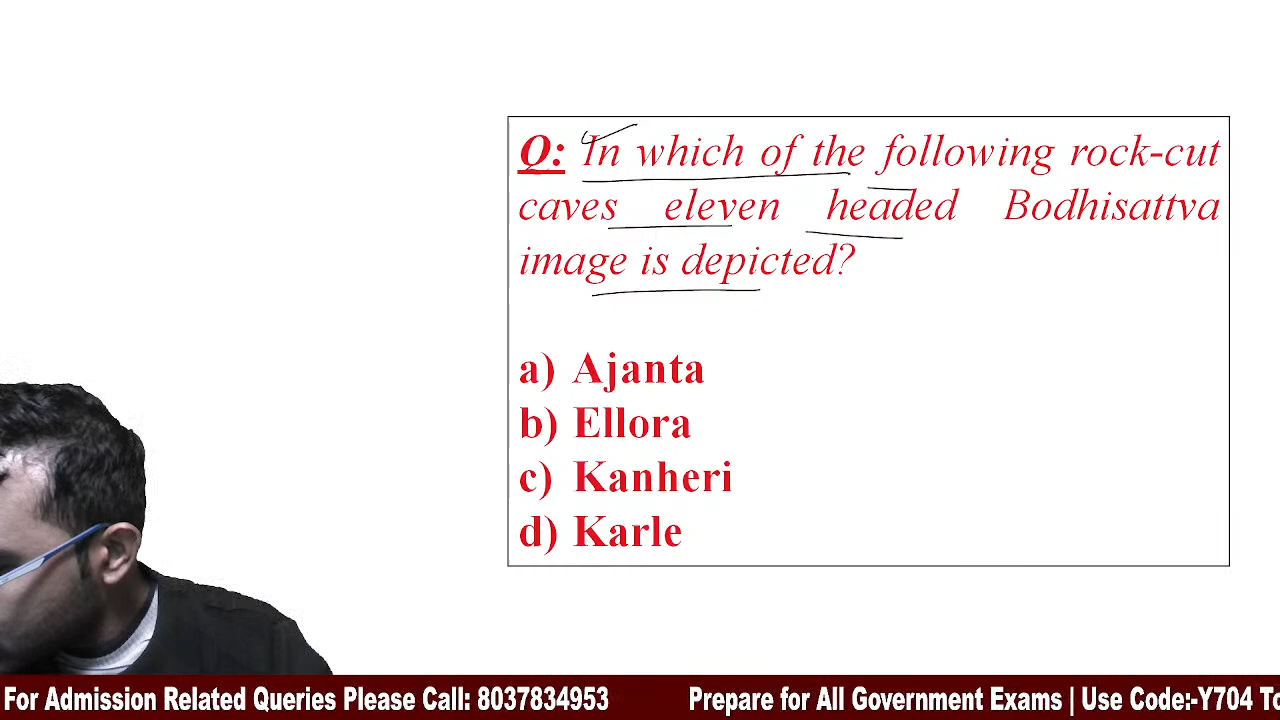 Q: In which of the following rock-cut
caves eleven headed Bodhisattva
image is depicted?
a) Ajanta
b) Ellora
c) Kanheri
d) Karle
For Admission Related Queries Please Call: 8037834953 Prepare for All Government Exams | Use Code:-Y704 To